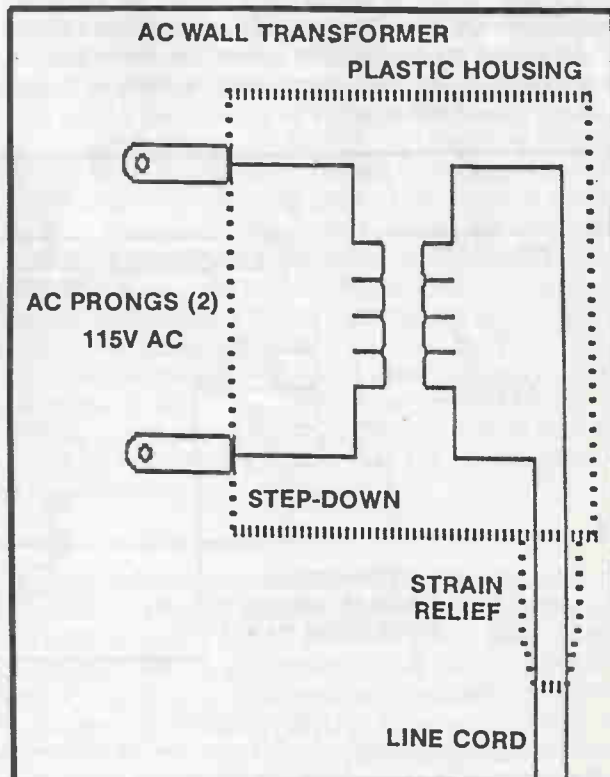 AC WALL TRANSFORMER
PLASTIC HOUSING
AC PRONGS (2)
115V AC
STEP-DOWN
STRAIN
RELIEF
LINE CORD